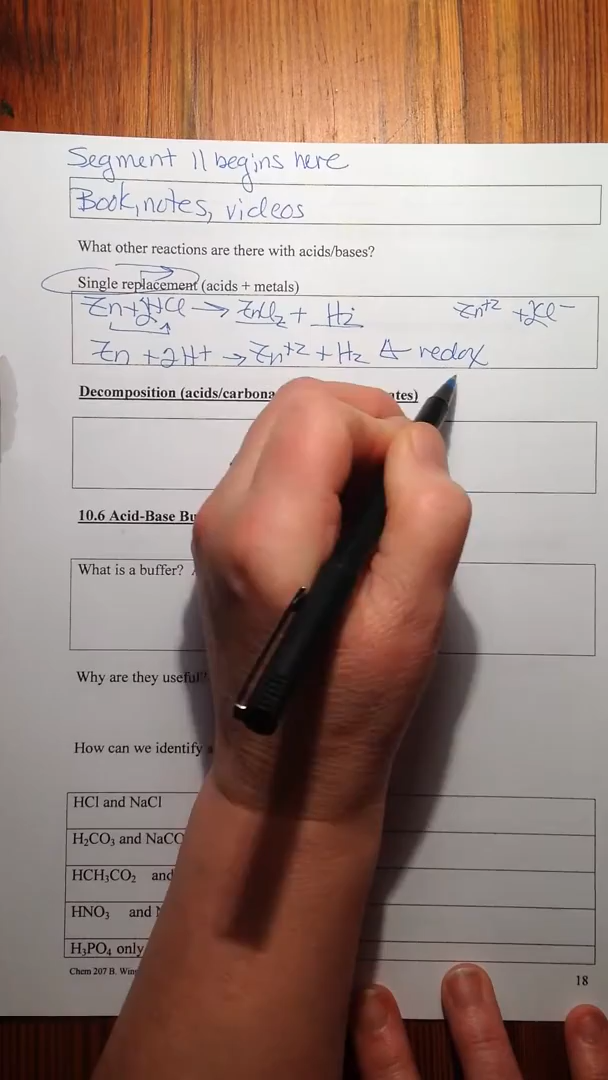 Segment 11 begins here
Book, notes, videos
What other reactions are there with acids/bases?
Single replacement (acids + metals)
Zn + 2HCl → ZnCl₂ + H₂ Zn⁺² + 2Cl⁻
Zn + 2H+ → Zn⁺² + H₂ redox
Decomposition (acids/carbona tes)
10.6 Acid-Base Bu
What is a buffer?
Why are they useful?
How can we identify
HCl and NaCl
H₂CO₃ and NaCO
HCH₃CO₂ and
HNO₃ and
H₃PO₄ only
Chem 207 B. Win
18